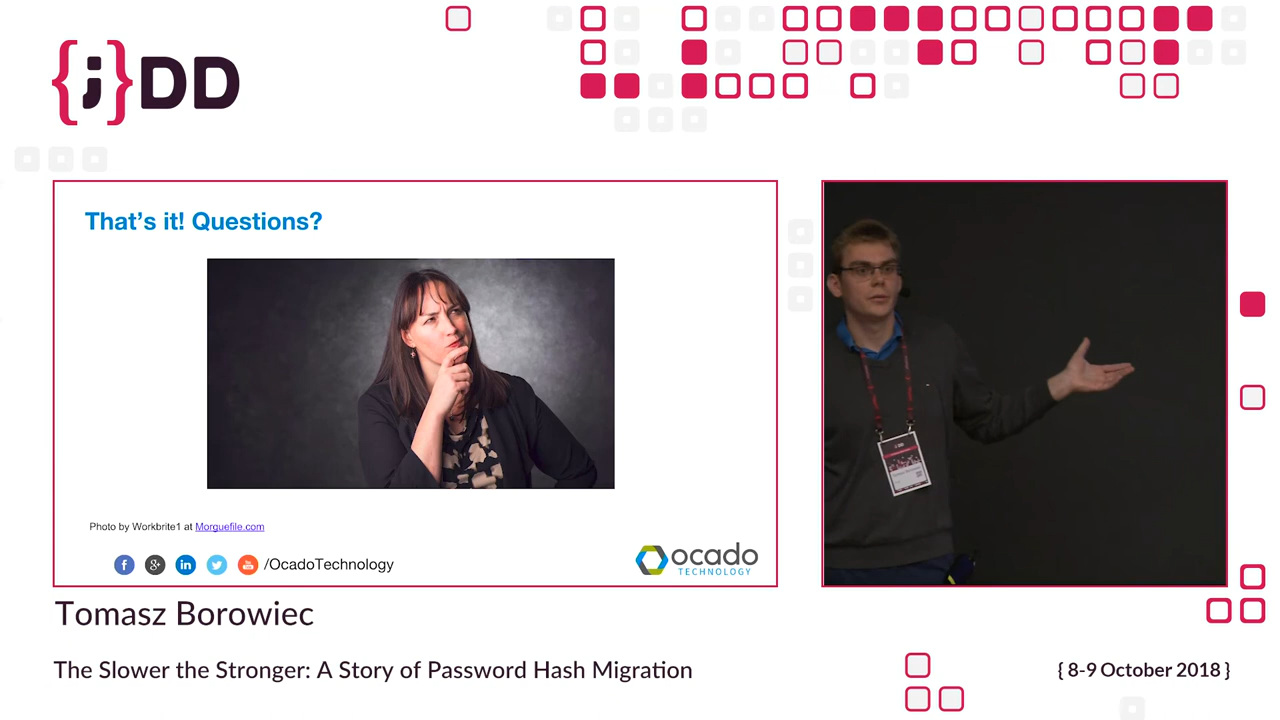 {j}DD
That's it! Questions?
Photo by Workbrite1 at Morguefile.com
/OcadoTechnology
ocado
TECHNOLOGY
Tomasz Borowiec
The Slower the Stronger: A Story of Password Hash Migration
{ 8-9 October 2018 }